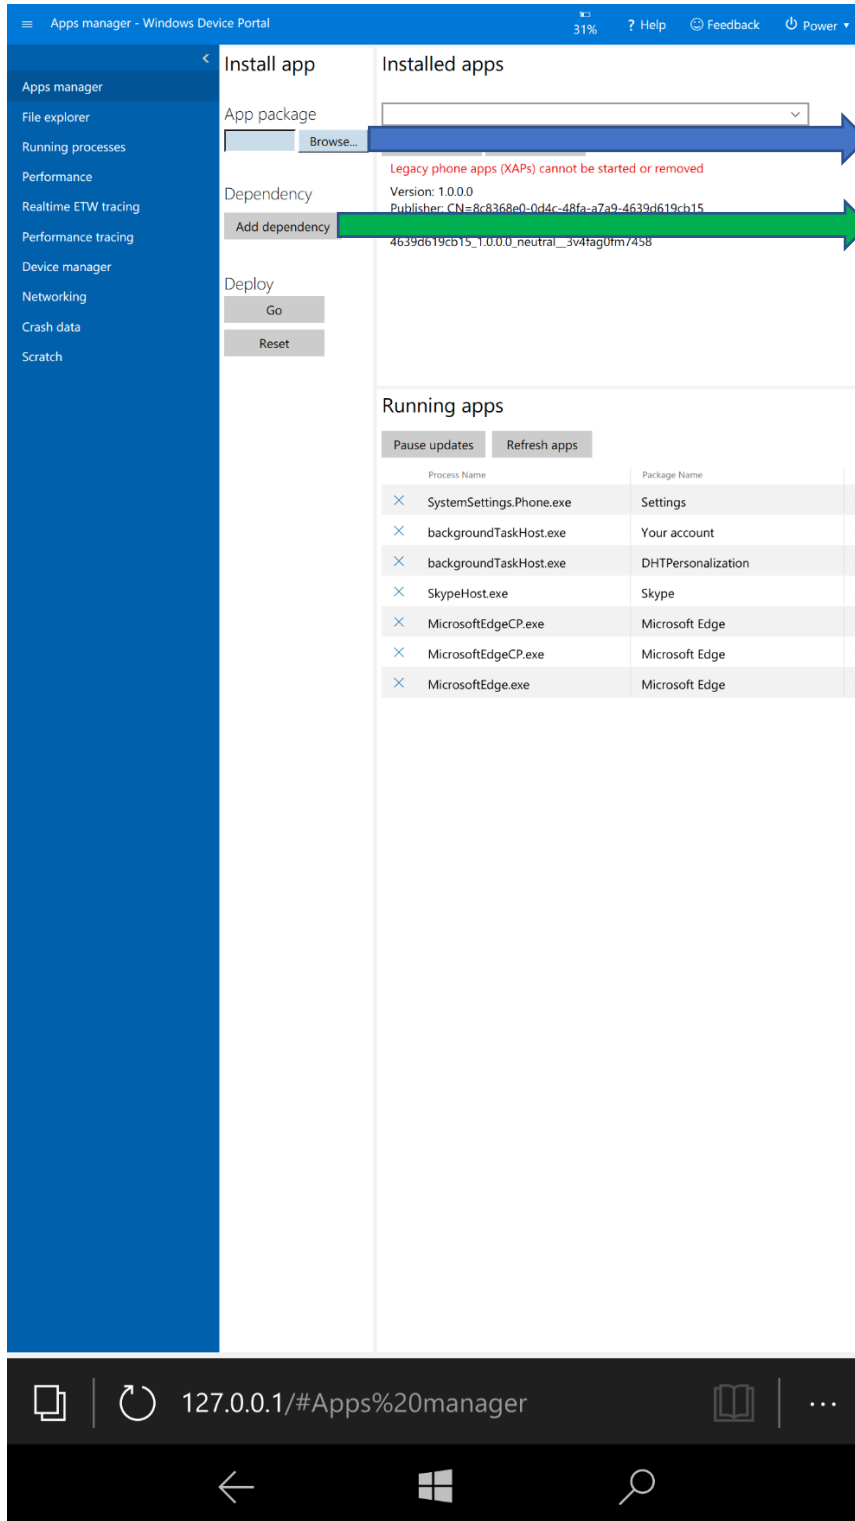 Apps manager - Windows Device Portal
31%
? Help
Feedback
Power
Apps manager
File explorer
Running processes
Performance
Realtime ETW tracing
Performance tracing
Device manager
Networking
Crash data
Scratch
Install app
App package
Browse...
Dependency
Add dependency
Deploy
Go
Reset
Installed apps
Legacy phone apps (XAPs) cannot be started or removed
Version: 1.0.0.0
Publisher: CN=8c8368e0-0d4c-48fa-a7a9-4639d619cb15
4639d619cb15_1.0.0.0_neutral__3v4fag0fm7458
Running apps
Pause updates
Refresh apps
Process Name Package Name
SystemSettings.Phone.exe Settings
backgroundTaskHost.exe Your account
backgroundTaskHost.exe DHTPersonalization
SkypeHost.exe Skype
MicrosoftEdgeCP.exe Microsoft Edge
MicrosoftEdgeCP.exe Microsoft Edge
MicrosoftEdge.exe Microsoft Edge
127.0.0.1/#Apps%20manager
...